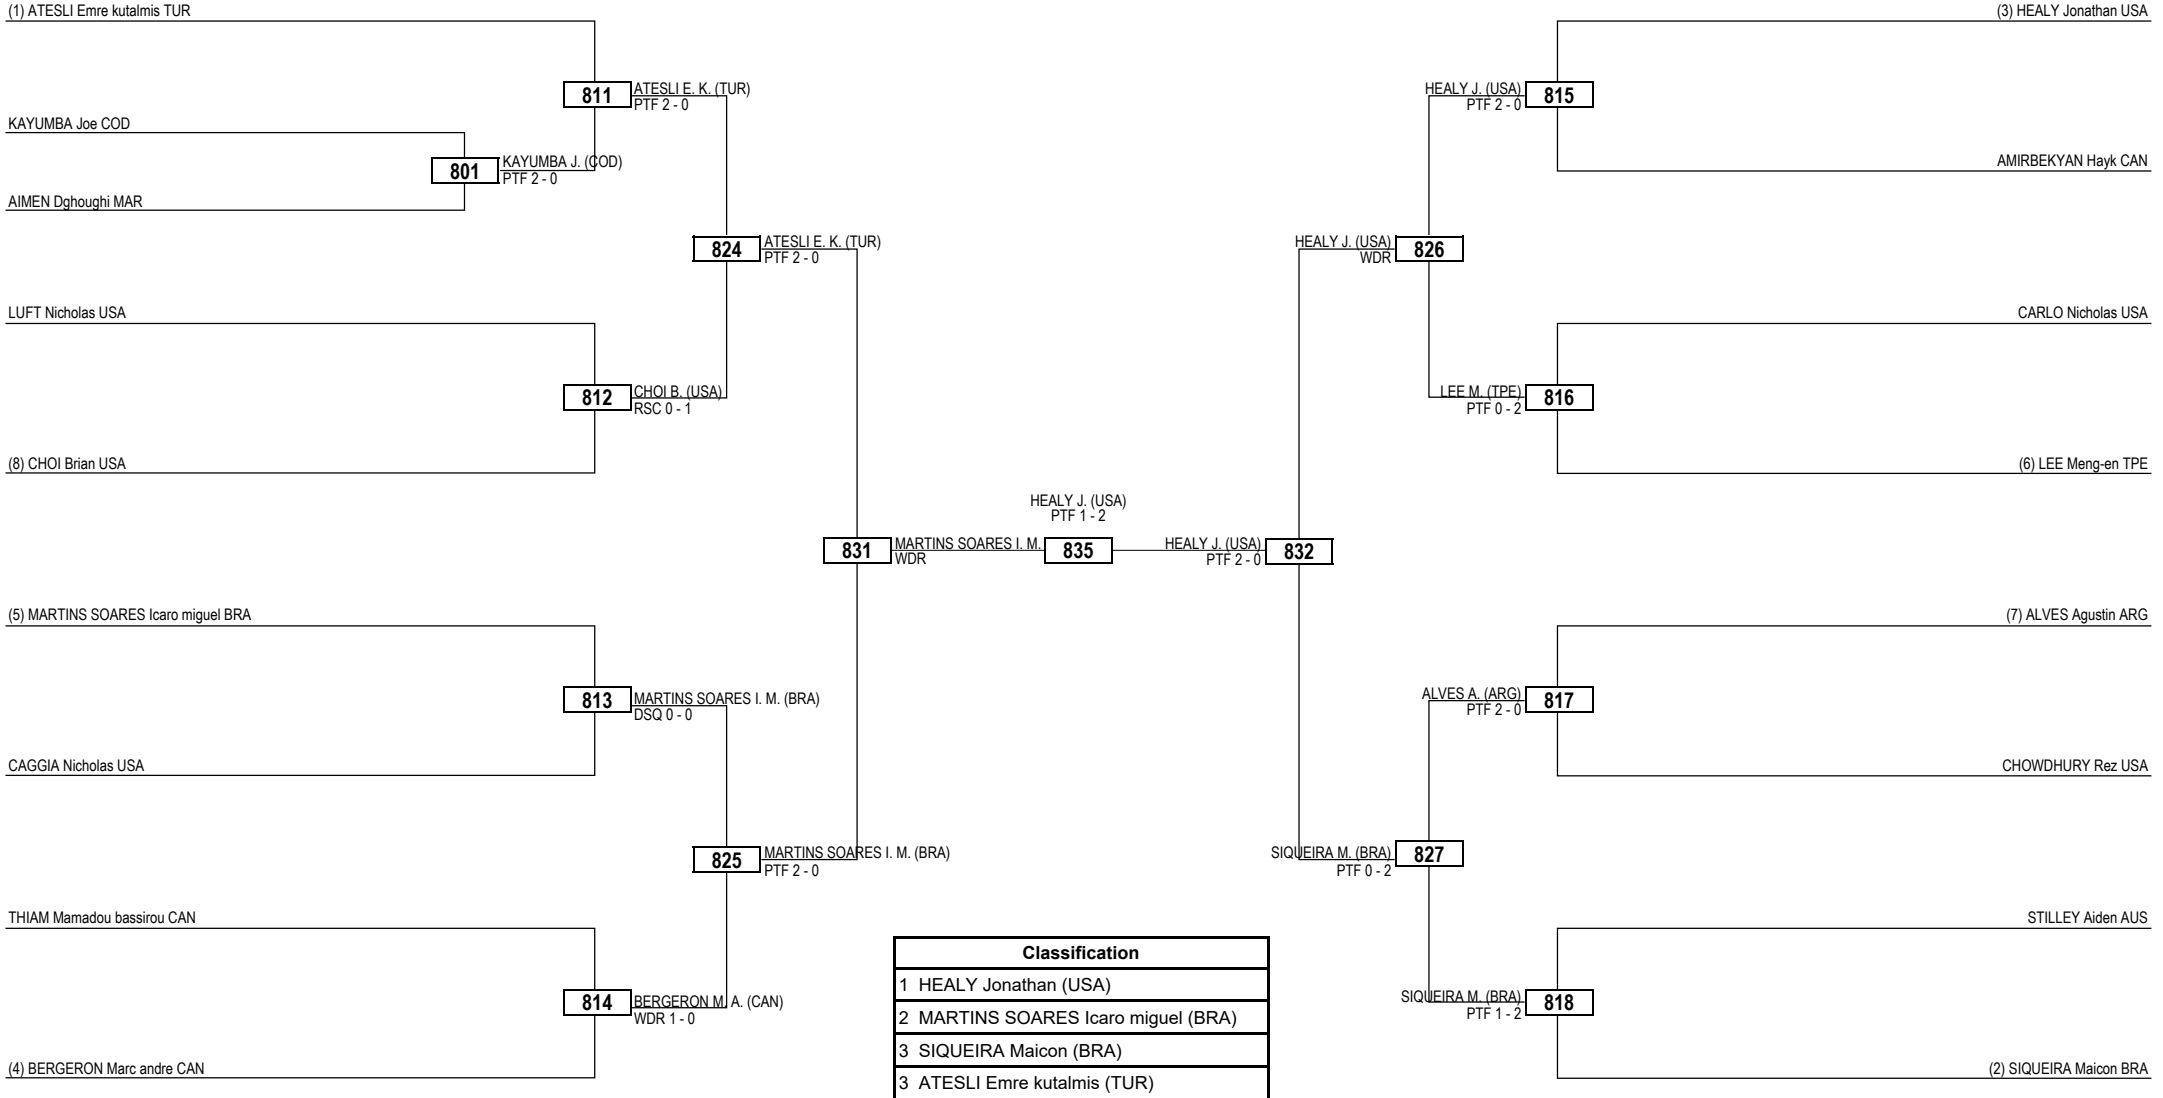 (1) ATESLI Emre kutalmis TUR
(3) HEALY Jonathan USA
811
ATESLI E. K. (TUR)
PTF 2 - 0
HEALY J. (USA)
PTF 2 - 0
815
KAYUMBA Joe COD
801
KAYUMBA J. (COD)
PTF 2 - 0
AMIRBEKYAN Hayk CAN
AIMEN Dghoughi MAR
824
ATESLI E. K. (TUR)
PTF 2 - 0
HEALY J. (USA)
WDR
826
LUFT Nicholas USA
CARLO Nicholas USA
812
CHOI B. (USA)
RSC 0 - 1
LEE M. (TPE)
PTF 0 - 2
816
(8) CHOI Brian USA
(6) LEE Meng-en TPE
HEALY J. (USA)
PTF 1 - 2
831
MARTINS SOARES I. M.
WDR
835
HEALY J. (USA)
PTF 2 - 0
832
(5) MARTINS SOARES Icaro miguel BRA
(7) ALVES Agustin ARG
813
MARTINS SOARES I. M. (BRA)
DSQ 0 - 0
ALVES A. (ARG)
PTF 2 - 0
817
CAGGIA Nicholas USA
CHOWDHURY Rez USA
825
MARTINS SOARES I. M. (BRA)
PTF 2 - 0
SIQUEIRA M. (BRA)
PTF 0 - 2
827
THIAM Mamadou bassirou CAN
STILLEY Aiden AUS
814
BERGERON M. A. (CAN)
WDR 1 - 0
SIQUEIRA M. (BRA)
PTF 1 - 2
818
(4) BERGERON Marc andre CAN
(2) SIQUEIRA Maicon BRA
Classification
1 HEALY Jonathan (USA)
2 MARTINS SOARES Icaro miguel (BRA)
3 SIQUEIRA Maicon (BRA)
3 ATESLI Emre kutalmis (TUR)